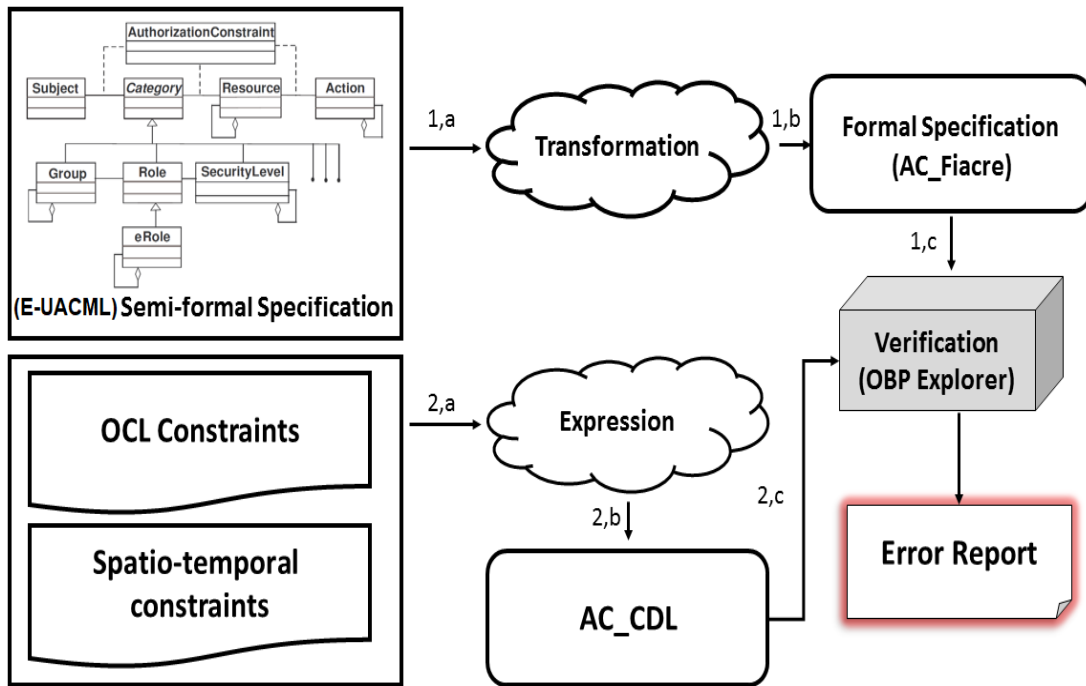 AuthorizationConstraint
Subject
Category
Resource
Action
Group
Role
SecurityLevel
eRole
(E-UACML) Semi-formal Specification
1,a
Transformation
1,b
Formal Specification
(AC_Fiacre)
1,c
Verification
(OBP Explorer)
OCL Constraints
Spatio-temporal
constraints
2,a
Expression
2,b
AC_CDL
2,c
Error Report